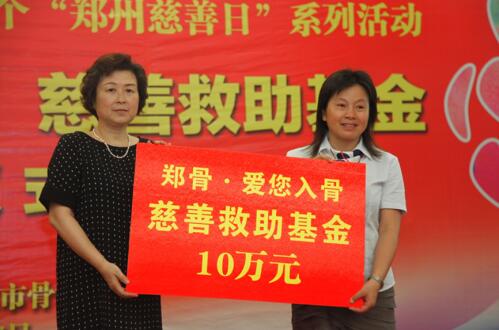 个“郑州慈善日”系列活动
慈善救助基金
式
市骨
郑骨·爱您入骨
慈善救助基金
10万元